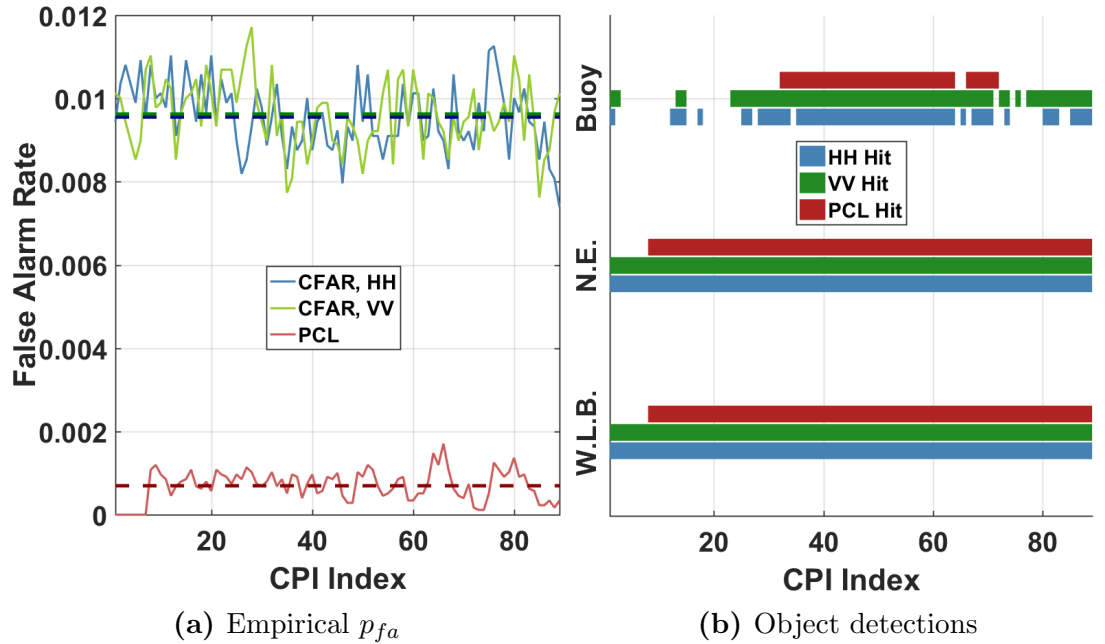 0.012
0.01
0.008
0.006
0.004
0.002
0
False Alarm Rate
CFAR, HH
CFAR, VV
PCL
20 40 60 80
CPI Index
(a) Empirical p_{fa}
Buoy
N.E.
W.L.B.
HH Hit
VV Hit
PCL Hit
20 40 60 80
CPI Index
(b) Object detections